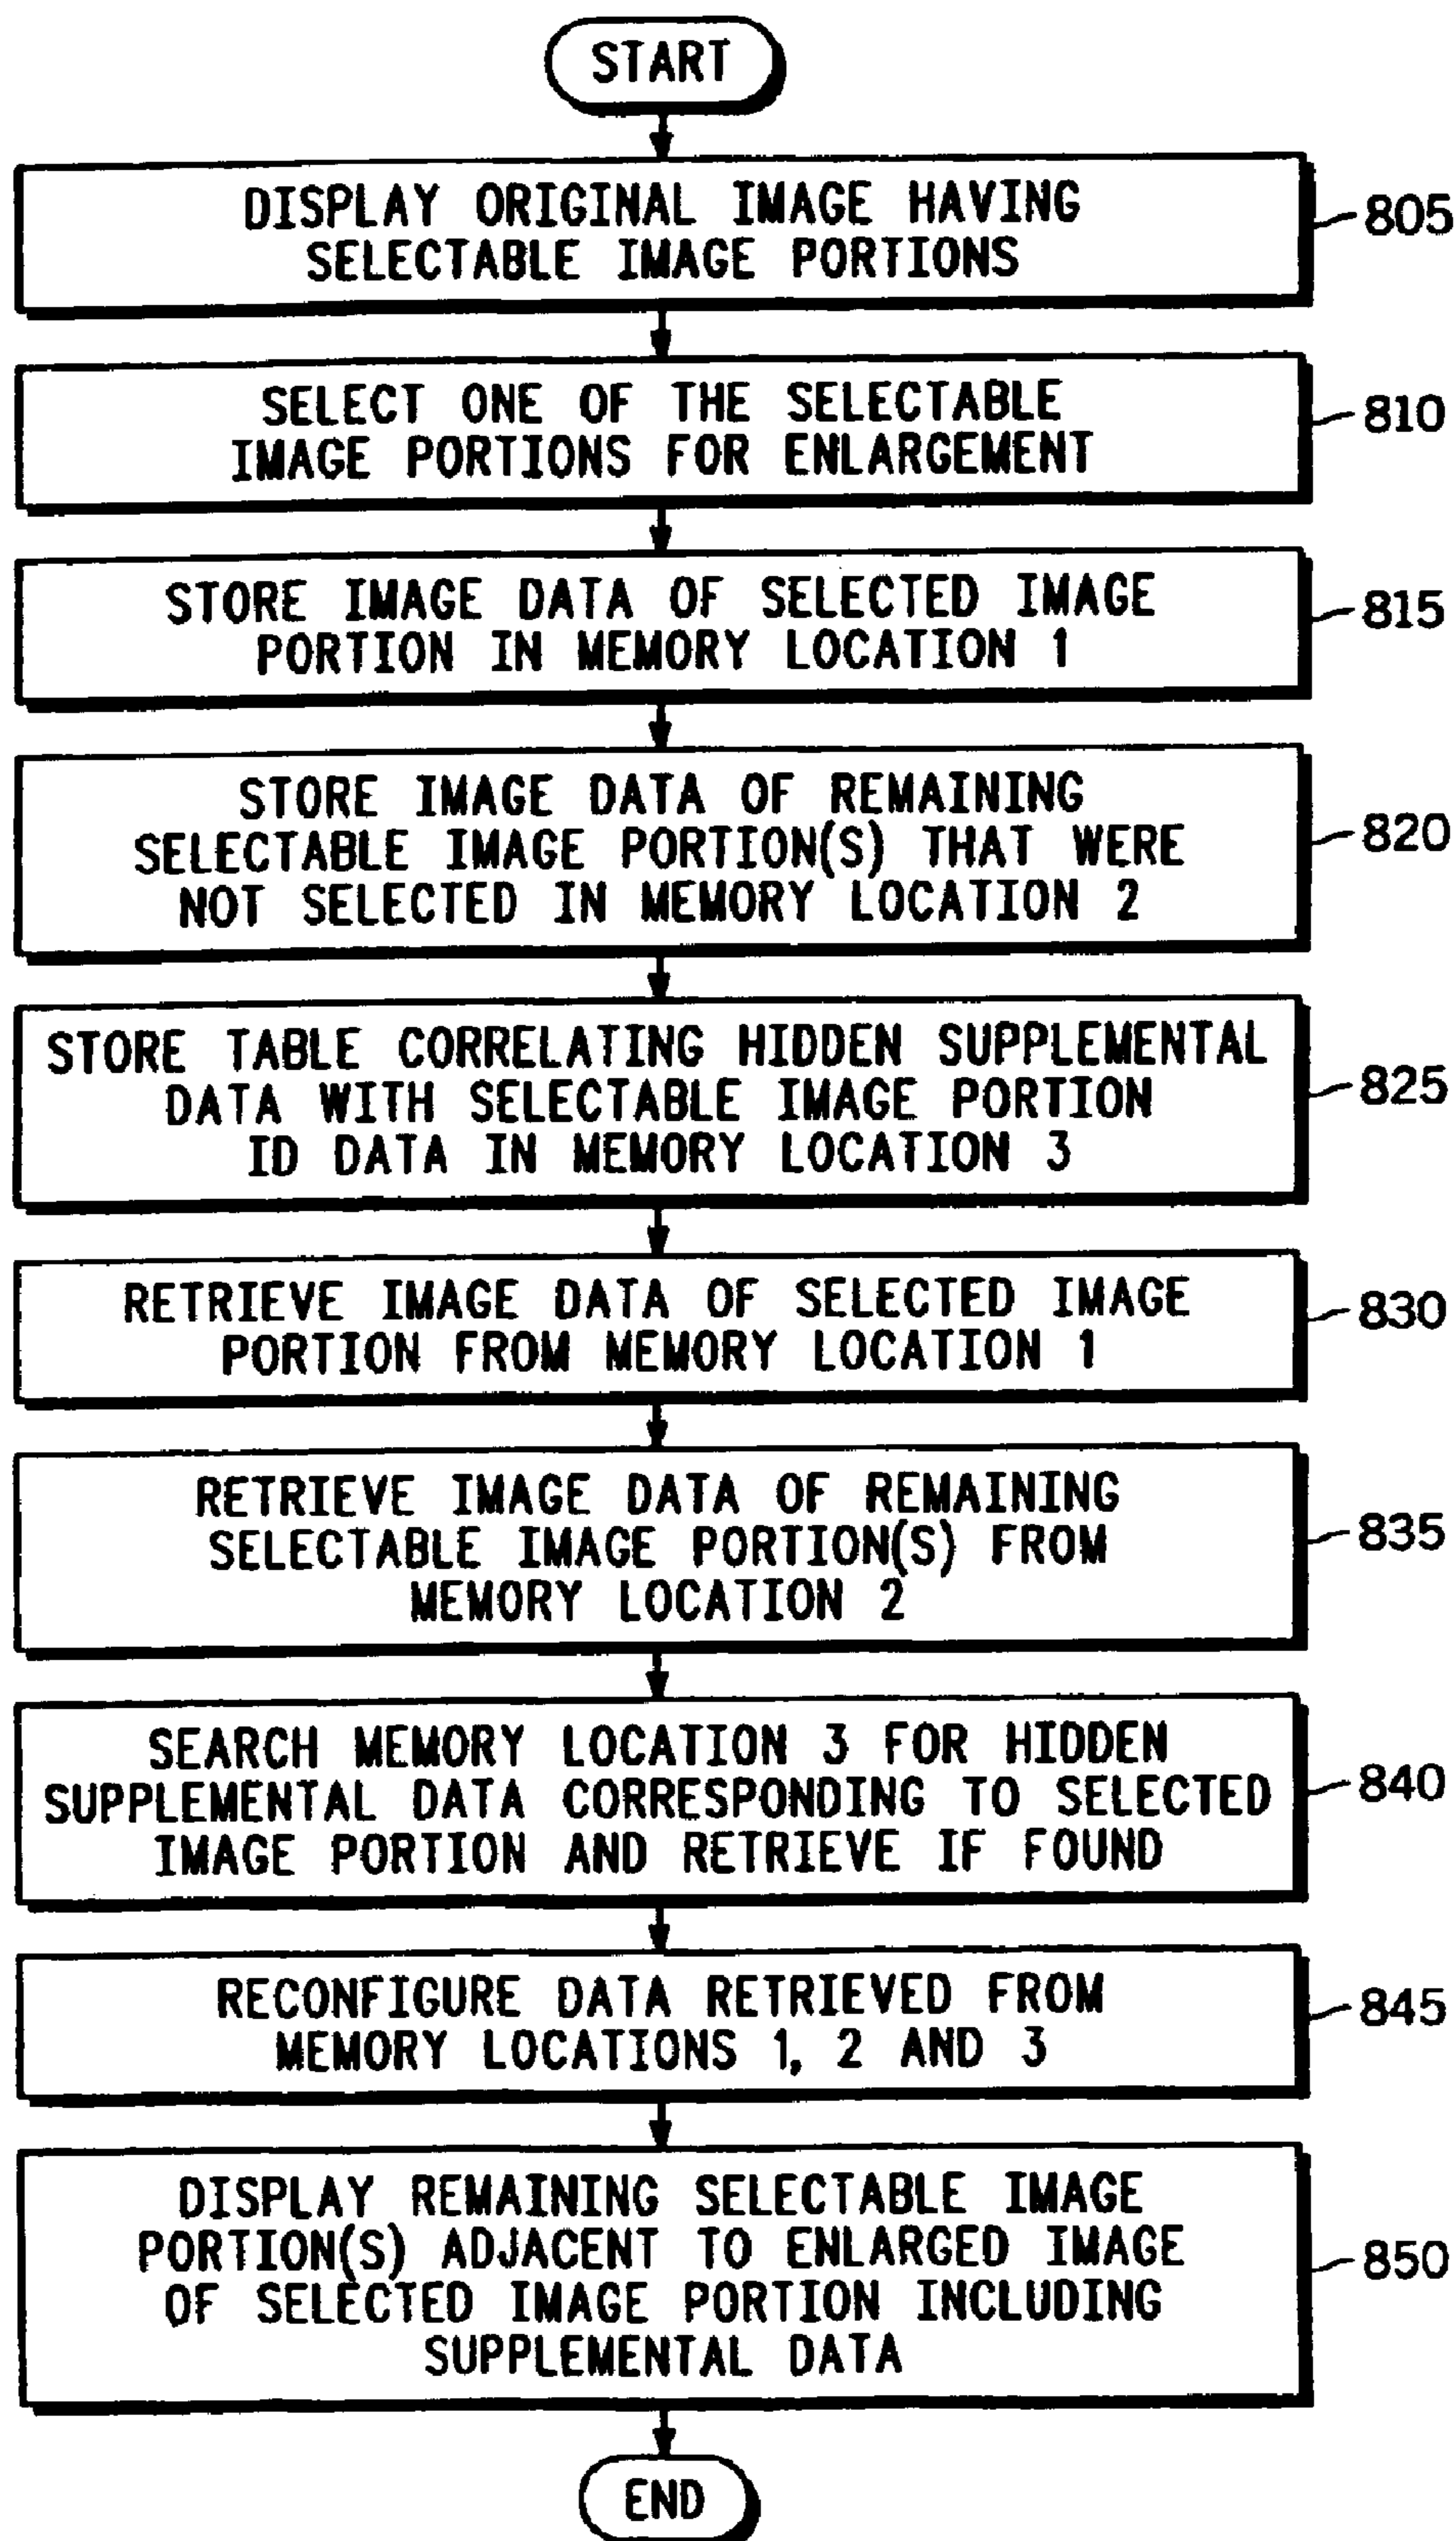 START
DISPLAY ORIGINAL IMAGE HAVING
SELECTABLE IMAGE PORTIONS
805
SELECT ONE OF THE SELECTABLE
IMAGE PORTIONS FOR ENLARGEMENT
810
STORE IMAGE DATA OF SELECTED IMAGE
PORTION IN MEMORY LOCATION 1
815
STORE IMAGE DATA OF REMAINING
SELECTABLE IMAGE PORTION(S) THAT WERE
NOT SELECTED IN MEMORY LOCATION 2
820
STORE TABLE CORRELATING HIDDEN SUPPLEMENTAL
DATA WITH SELECTABLE IMAGE PORTION
ID DATA IN MEMORY LOCATION 3
825
RETRIEVE IMAGE DATA OF SELECTED IMAGE
PORTION FROM MEMORY LOCATION 1
830
RETRIEVE IMAGE DATA OF REMAINING
SELECTABLE IMAGE PORTION(S) FROM
MEMORY LOCATION 2
835
SEARCH MEMORY LOCATION 3 FOR HIDDEN
SUPPLEMENTAL DATA CORRESPONDING TO SELECTED
IMAGE PORTION AND RETRIEVE IF FOUND
840
RECONFIGURE DATA RETRIEVED FROM
MEMORY LOCATIONS 1, 2 AND 3
845
DISPLAY REMAINING SELECTABLE IMAGE
PORTION(S) ADJACENT TO ENLARGED IMAGE
OF SELECTED IMAGE PORTION INCLUDING
SUPPLEMENTAL DATA
850
END